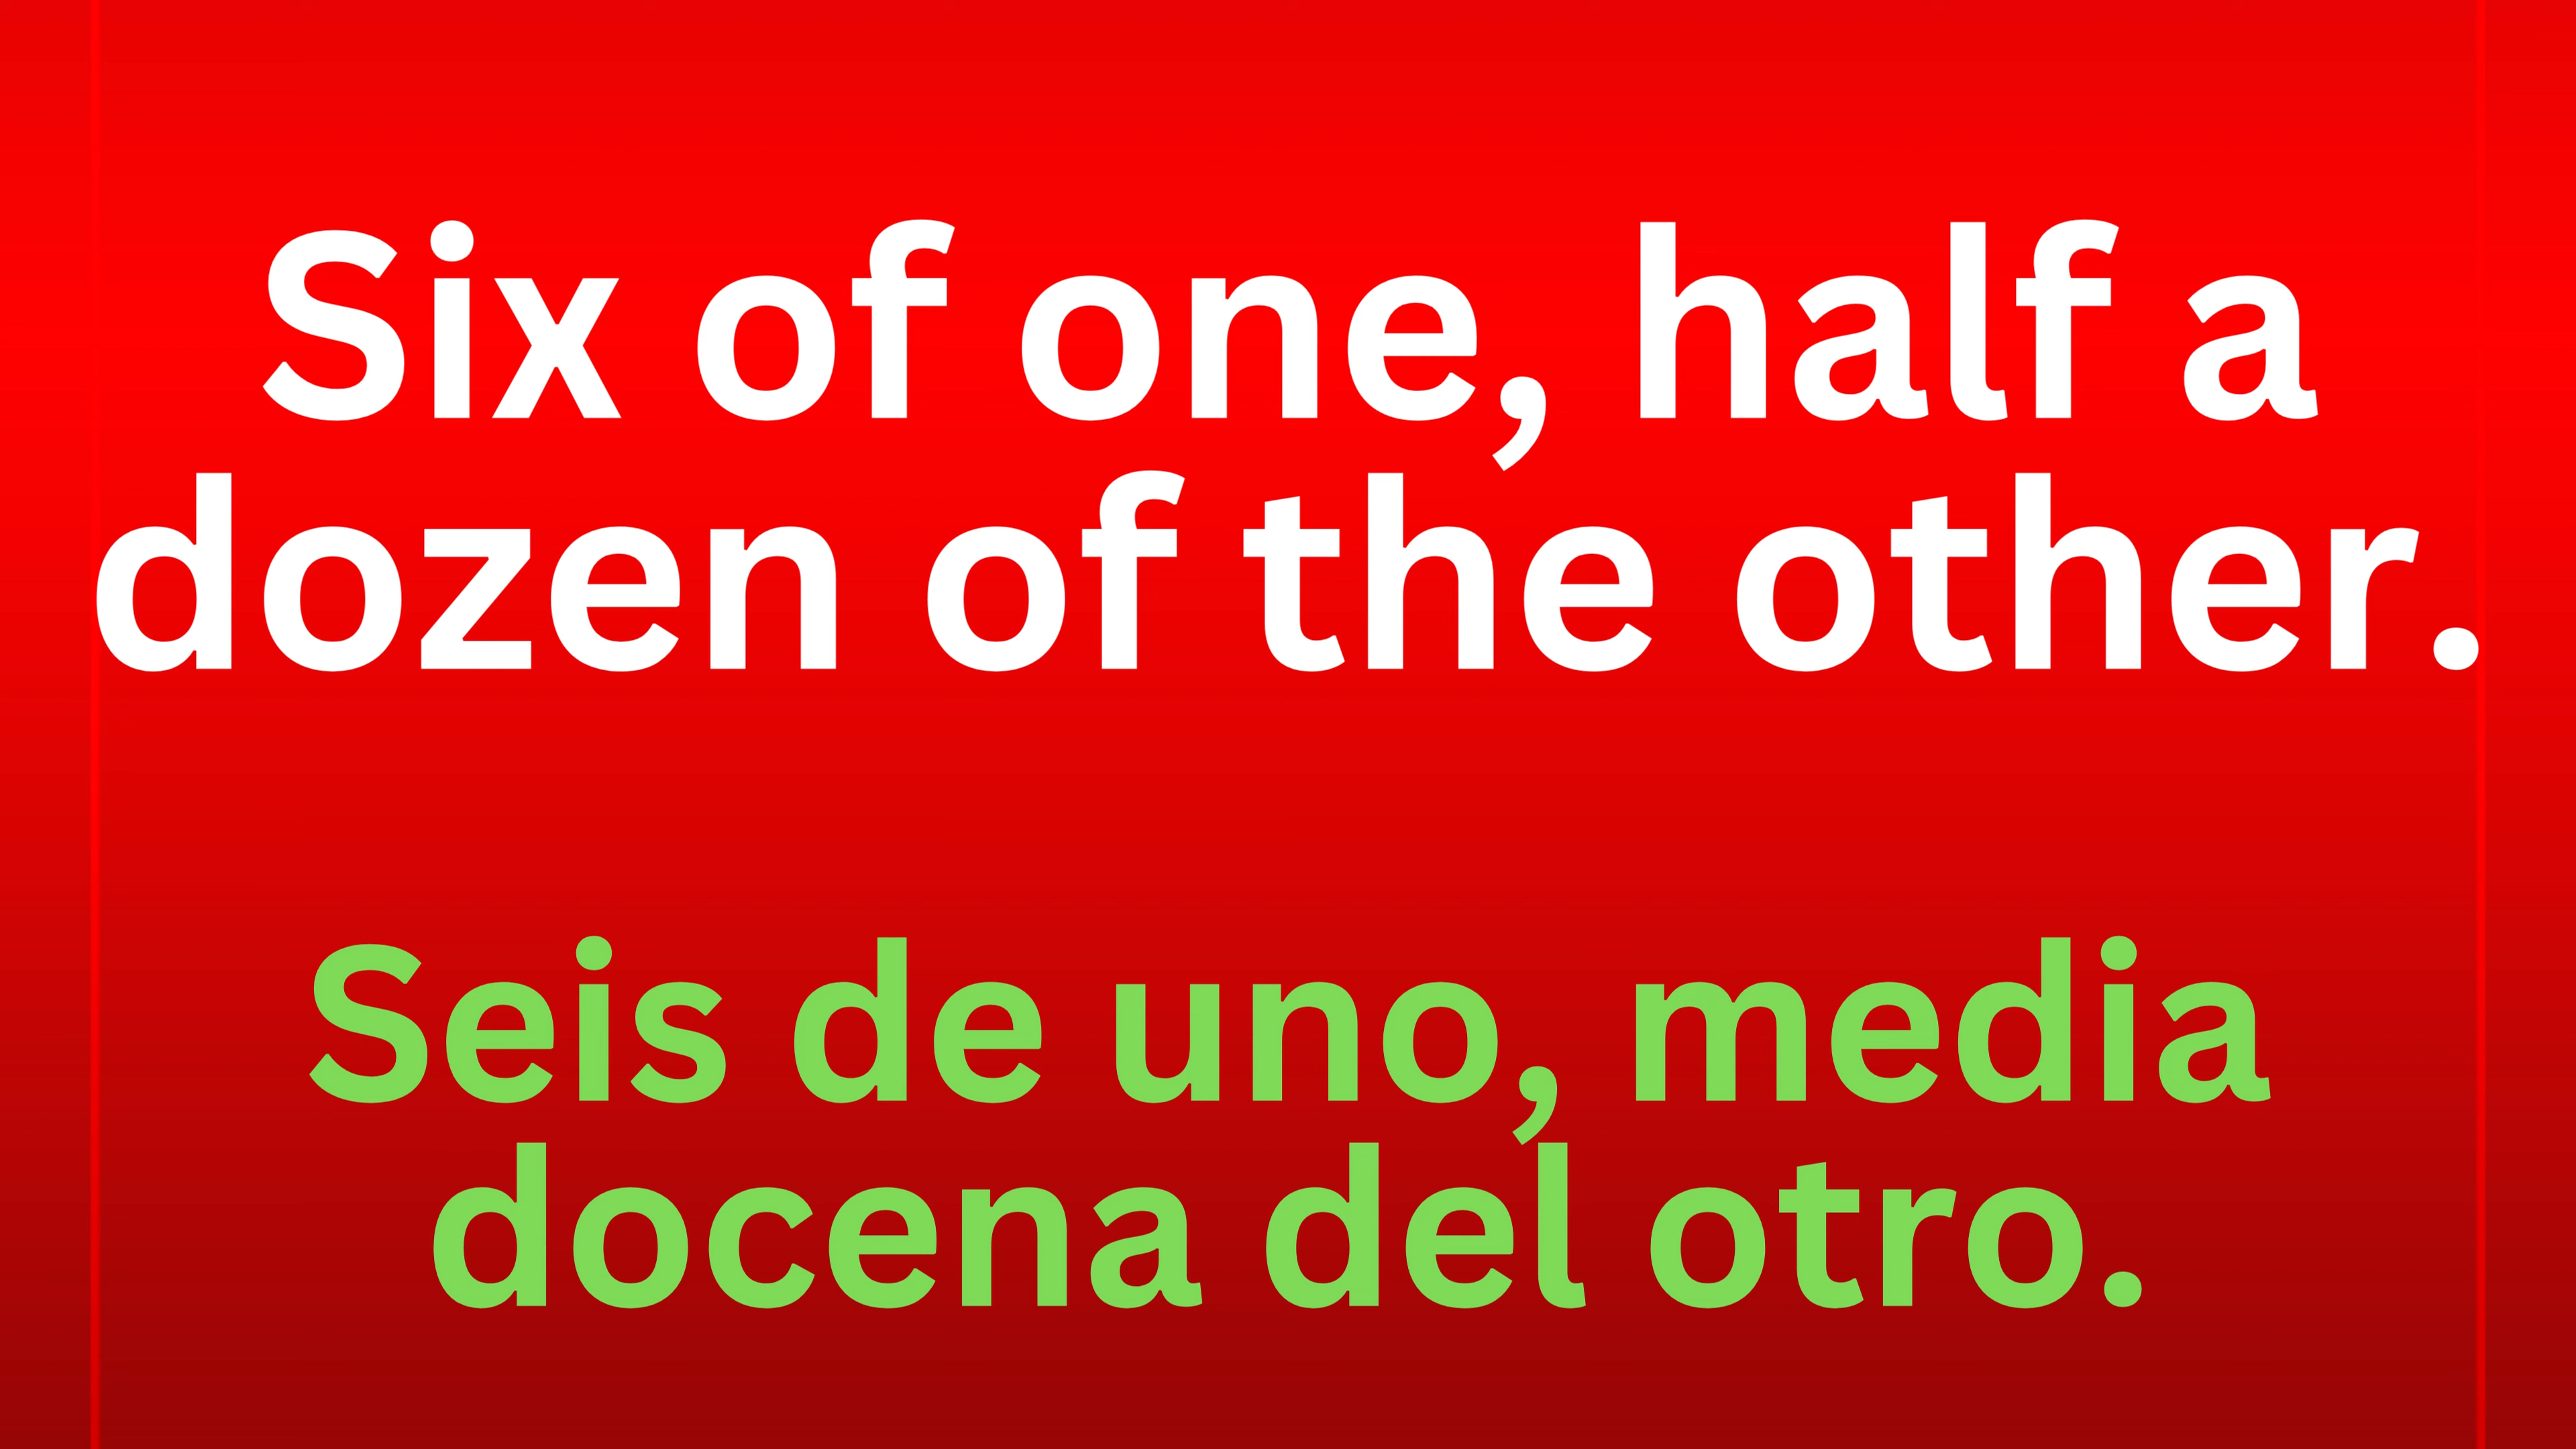 Six of one, half a
dozen of the other.
Seis de uno, media
docena del otro.